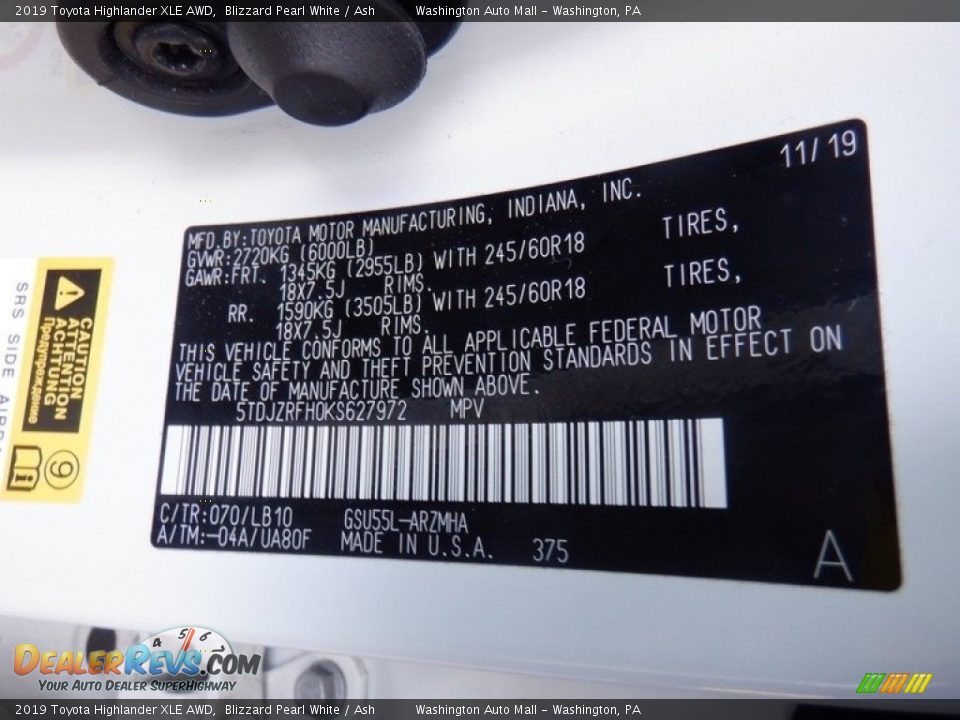 2019 Toyota Highlander XLE AWD,  Blizzard Pearl White / Ash    Washington Auto Mall - Washington, PA
11/19
MFD.BY:TOYOTA MOTOR MANUFACTURING, INDIANA, INC.
GVWR:2720KG (6000LB)
GAWR:FRT. 1345KG (2955LB) WITH 245/60R18 TIRES,
18X7.5J RIMS.
RR. 1590KG (3505LB) WITH 245/60R18 TIRES,
18X7.5J RIMS.
THIS VEHICLE CONFORMS TO ALL APPLICABLE FEDERAL MOTOR
VEHICLE SAFETY AND THEFT PREVENTION STANDARDS IN EFFECT ON
THE DATE OF MANUFACTURE SHOWN ABOVE.
5TDJZRFH0KS627972 MPV
C/TR:070/LB10 GSU55L-ARZMHA
A/TM:-04A/UA80F MADE IN U.S.A. 375
A
CAUTION
ATTENTION
ACHTUNG
Предупреждение
SRS SIDE
4 5 6
DEALERREVS.COM
YOUR AUTO DEALER SUPERHIGHWAY
2019 Toyota Highlander XLE AWD,  Blizzard Pearl White / Ash    Washington Auto Mall - Washington, PA